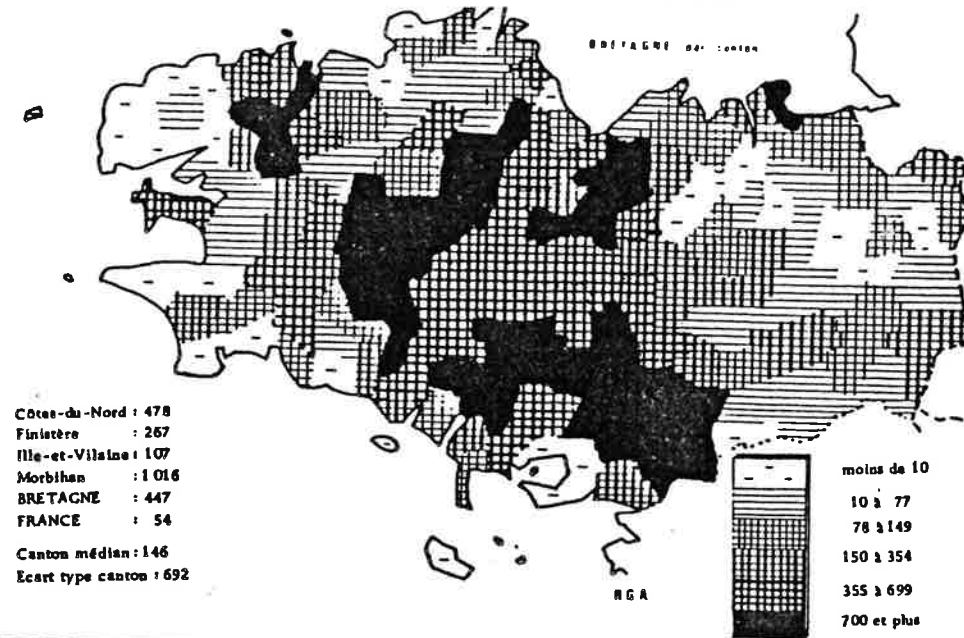 BRETAGNE par canton
Côtes-du-Nord : 478
Finistère : 267
Ille-et-Vilaine : 107
Morbihan : 1 016
BRETAGNE : 447
FRANCE : 54
Canton médian : 146
Ecart type canton : 692
RGA
moins de 10
10 à 77
78 à 149
150 à 354
355 à 699
700 et plus